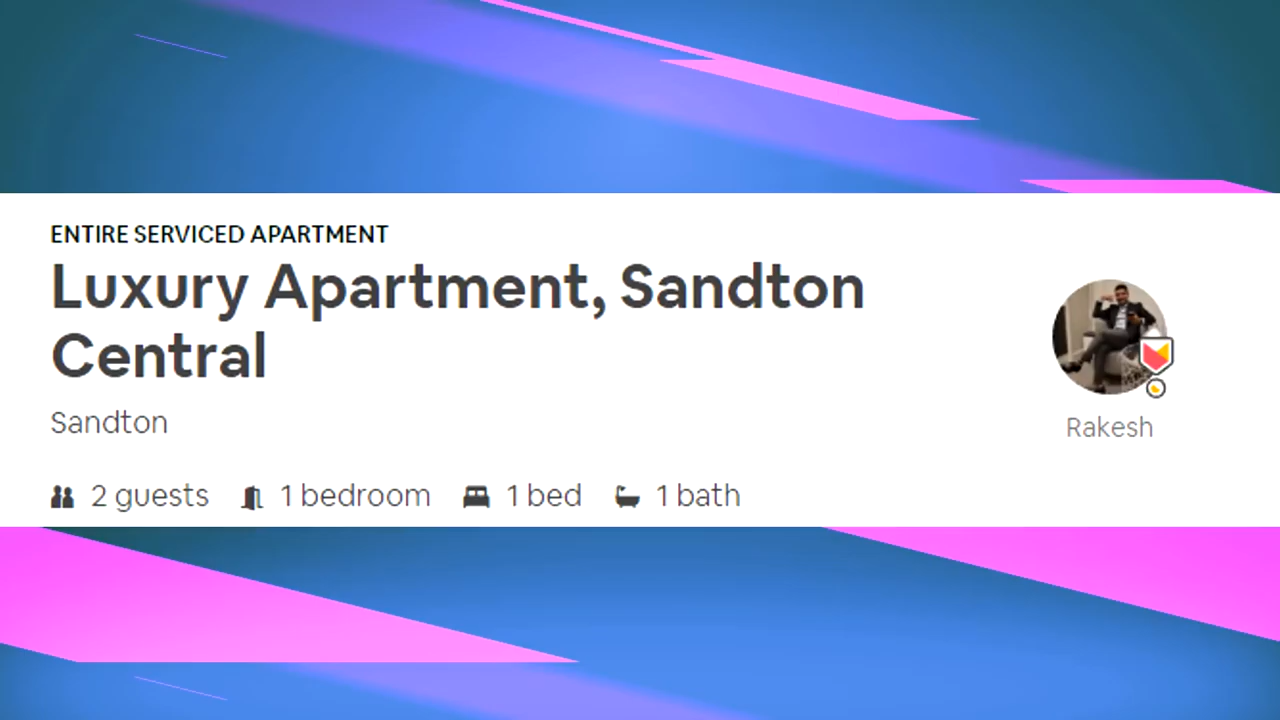 ENTIRE SERVICED APARTMENT
Luxury Apartment, Sandton
Central
Sandton
Rakesh
2 guests 1 bedroom 1 bed 1 bath